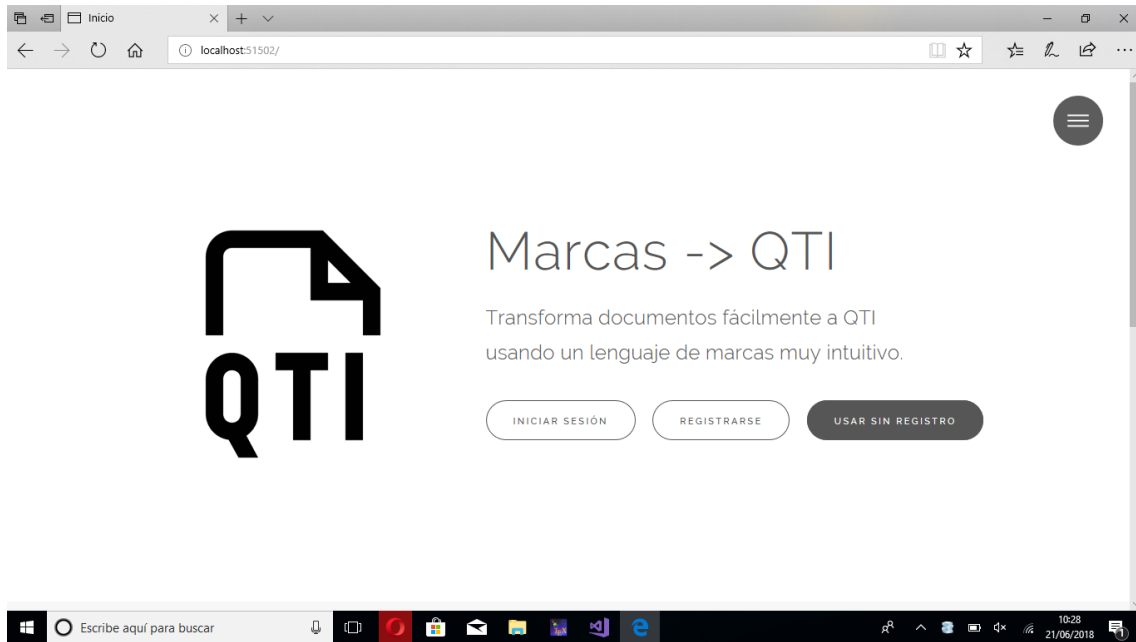 Inicio
localhost:51502/
Marcas -> QTI
Transforma documentos fácilmente a QTI
usando un lenguaje de marcas muy intuitivo.
QTI
INICIAR SESIÓN
REGISTRARSE
USAR SIN REGISTRO
Escribe aquí para buscar
10:28
21/06/2018